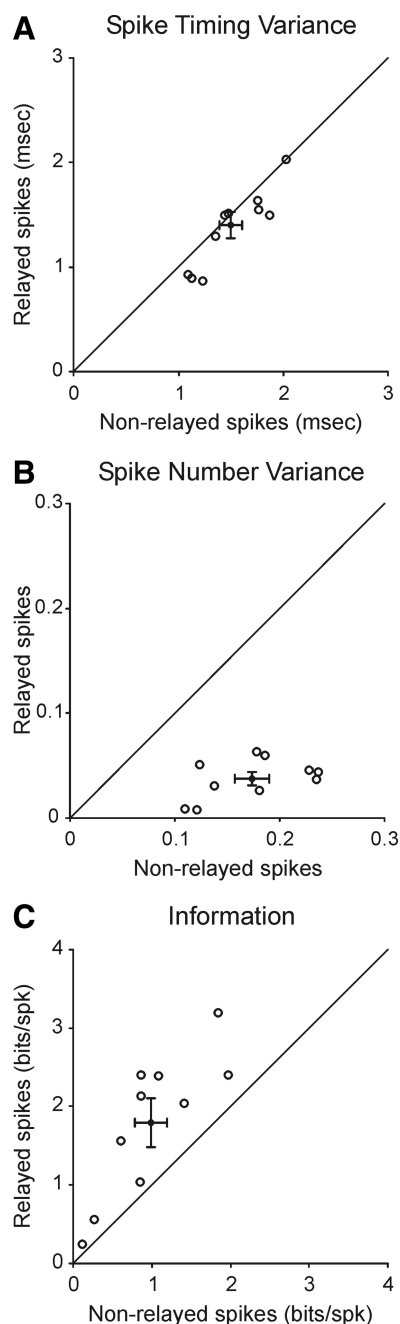 A
Spike Timing Variance
3
2
1
0
0 1 2 3
Relayed spikes (msec)
Non-relayed spikes (msec)
B
Spike Number Variance
0.3
0.2
0.1
0
0 0.1 0.2 0.3
Relayed spikes
Non-relayed spikes
C
Information
4
3
2
1
0
0 1 2 3 4
Relayed spikes (bits/spk)
Non-relayed spikes (bits/spk)